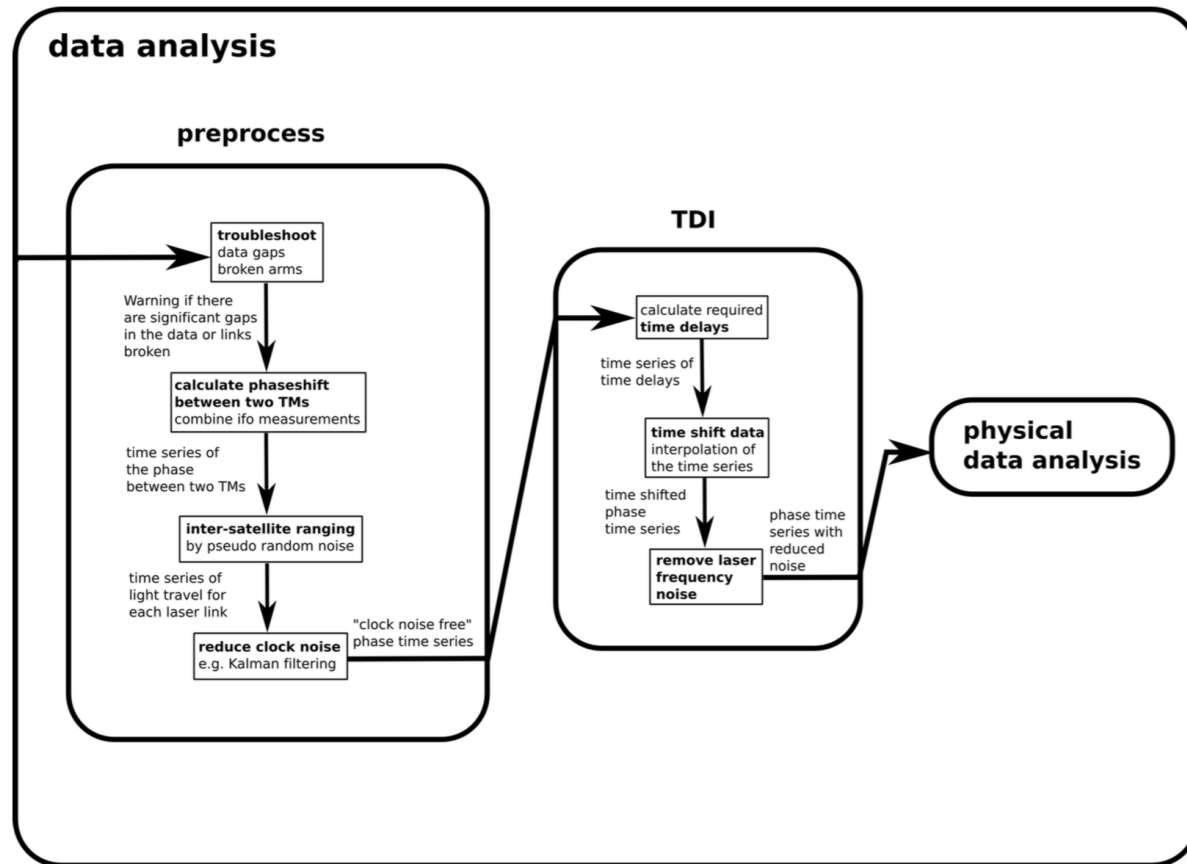 data analysis
preprocess
troubleshoot
data gaps
broken arms
Warning if there
are significant gaps
in the data or links
broken
calculate phaseshift
between two TMs
combine ifo measurements
time series of
the phase
between two TMs
inter-satellite ranging
by pseudo random noise
time series of
light travel for
each laser link
reduce clock noise
e.g. Kalman filtering
"clock noise free"
phase time series
TDI
calculate required
time delays
time series of
time delays
time shift data
interpolation of
the time series
time shifted
phase
time series
remove laser
frequency
noise
phase time
series with
reduced
noise
physical
data analysis